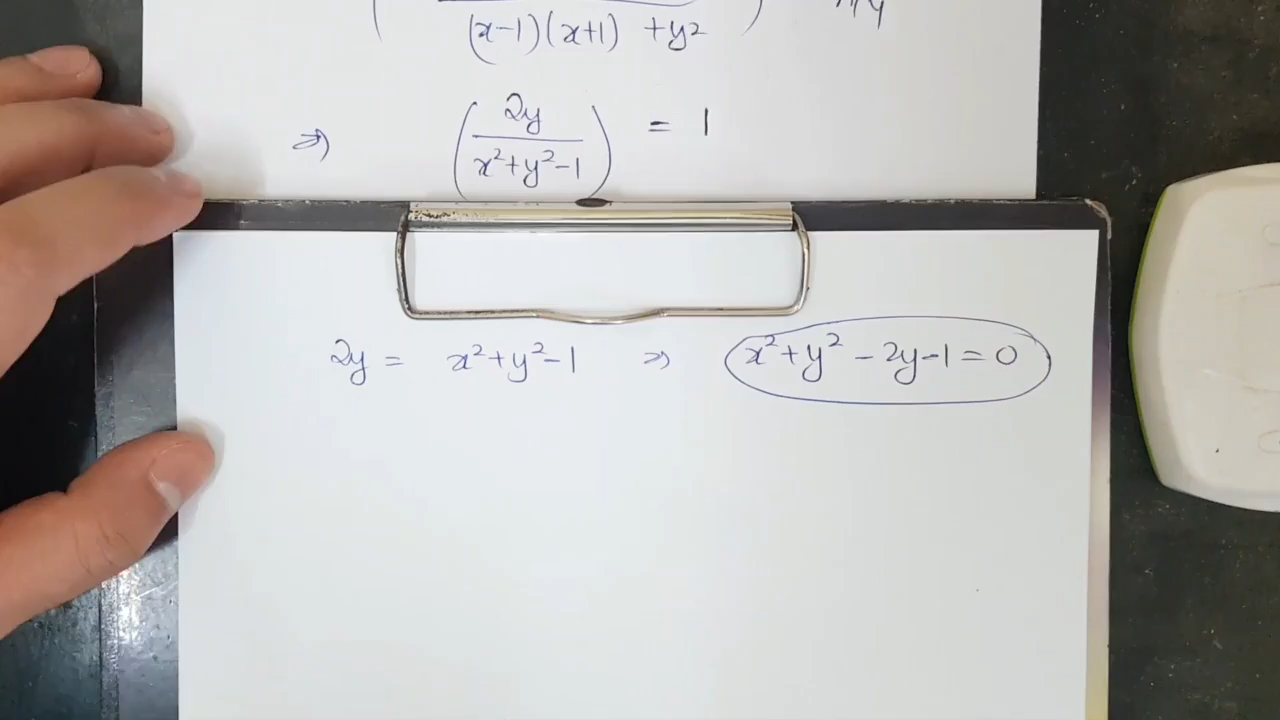 (x-1)(x+1) +y²
⇒ (2y / x²+y²-1) = 1
2y = x²+y²-1 ⇒ x²+y²-2y-1=0